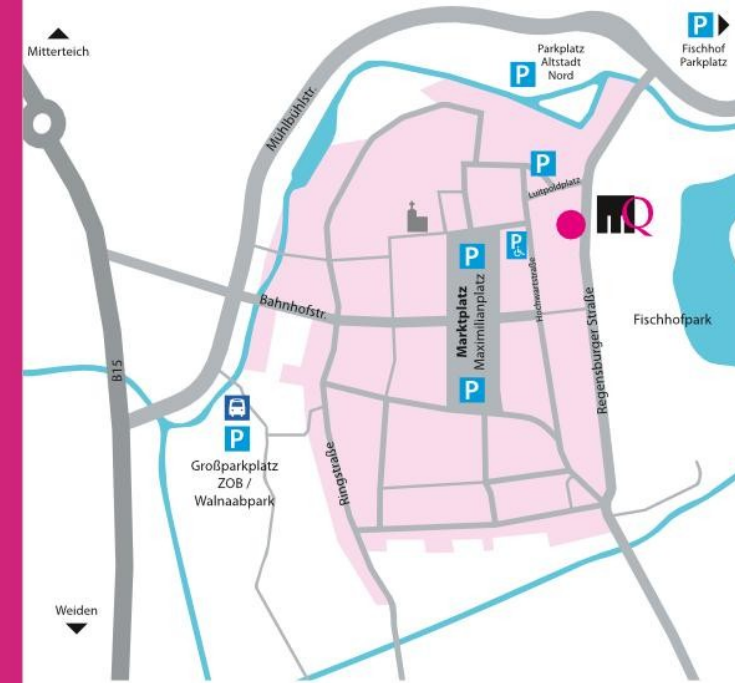 Mitterteich
P
Fischhof
Parkplatz
Parkplatz
Altstadt
Nord
P
Mühlbühlstr.
P
Luitpoldplatz
mQ
P
P
Hochwartstraße
Marktplatz
Maximilianplatz
P
Bahnhofstr.
Regensburger Straße
Fischhofpark
B15
P
Großparkplatz
ZOB /
Walnaabpark
Ringstraße
Weiden